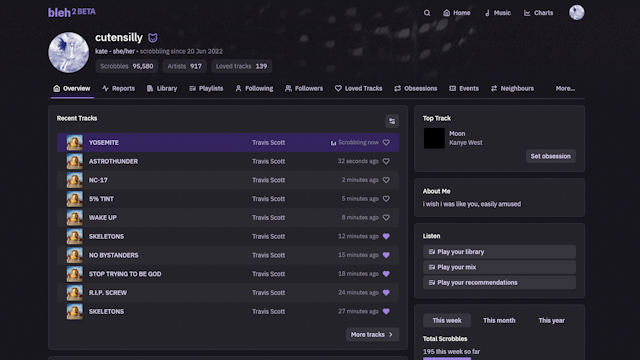 bleh 2 BETA
Home
Music
Charts
cutensilly
kate - she/her • scrobbling since 20 Jun 2022
Scrobbles 95,580
Artists 917
Loved tracks 139
Overview
Reports
Library
Playlists
Following
Followers
Loved Tracks
Obsessions
Events
Neighbours
More...
Recent Tracks
YOSEMITE Travis Scott Scrobbling now
ASTROTHUNDER Travis Scott 32 seconds ago
NC-17 Travis Scott 2 minutes ago
5% TINT Travis Scott 5 minutes ago
WAKE UP Travis Scott 8 minutes ago
SKELETONS Travis Scott 12 minutes ago
NO BYSTANDERS Travis Scott 15 minutes ago
STOP TRYING TO BE GOD Travis Scott 18 minutes ago
R.I.P. SCREW Travis Scott 24 minutes ago
SKELETONS Travis Scott 27 minutes ago
More tracks
Top Track
Moon
Kanye West
Set obsession
About Me
i wish i was like you, easily amused
Listen
Play your library
Play your mix
Play your recommendations
This week
This month
This year
Total Scrobbles
195 this week so far